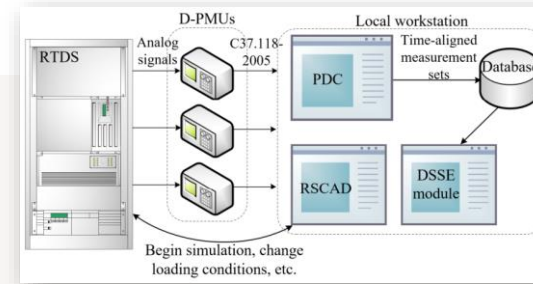 D-PMUs
Local workstation
RTDS
Analog
signals
C37.118-
2005
Time-aligned
measurement
sets
PDC
Database
RSCAD
DSSE
module
Begin simulation, change
loading conditions, etc.